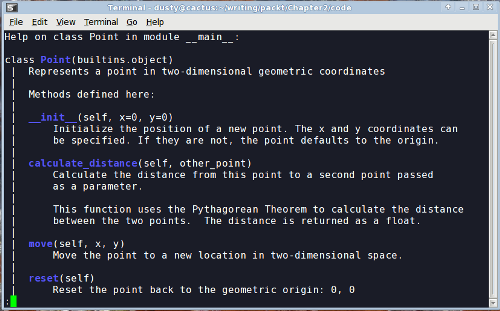 Terminal - dusty@cactus:~/writing/packt/Chapter2/code
File Edit View Terminal Go Help
Help on class Point in module __main__:
class Point(builtins.object)
 |  Represents a point in two-dimensional geometric coordinates
 |
 |  Methods defined here:
 |
 |  __init__(self, x=0, y=0)
 |      Initialize the position of a new point. The x and y coordinates can
 |      be specified. If they are not, the point defaults to the origin.
 |
 |  calculate_distance(self, other_point)
 |      Calculate the distance from this point to a second point passed
 |      as a parameter.
 |
 |      This function uses the Pythagorean Theorem to calculate the distance
 |      between the two points.  The distance is returned as a float.
 |
 |  move(self, x, y)
 |      Move the point to a new location in two-dimensional space.
 |
 |  reset(self)
 |      Reset the point back to the geometric origin: 0, 0
: